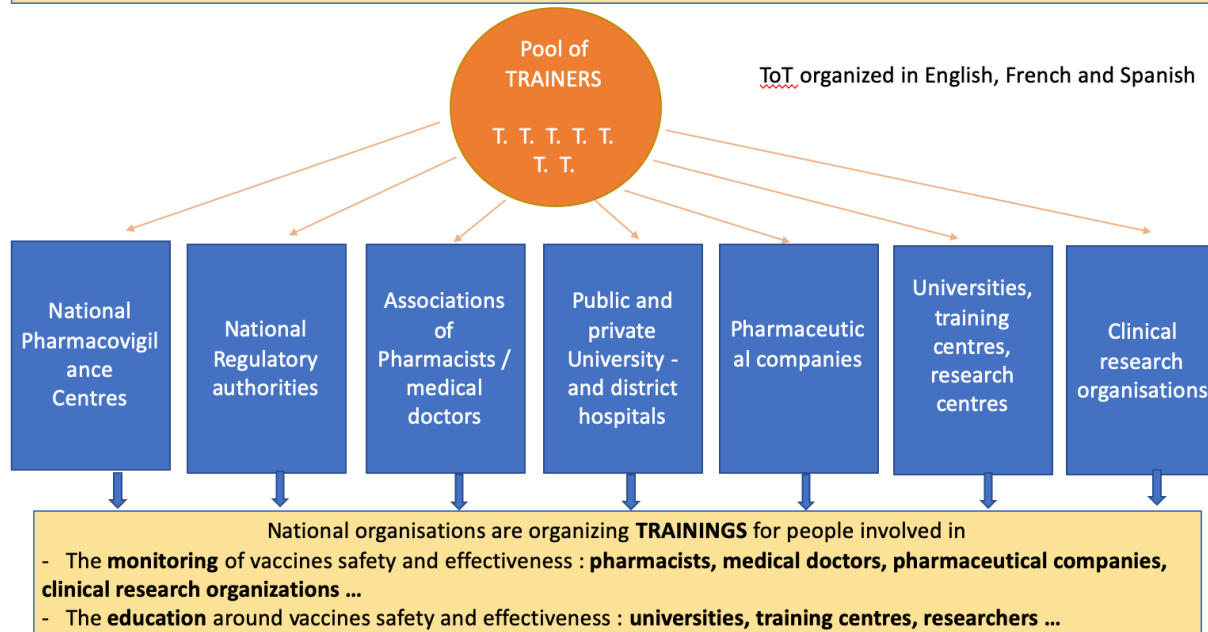 Pool of
TRAINERS
T. T. T. T. T.
T. T.
ToT organized in English, French and Spanish
National
Pharmacovigil
ance
Centres
National
Regulatory
authorities
Associations
of
Pharmacists /
medical
doctors
Public and
private
University -
and district
hospitals
Pharmaceutic
al companies
Universities,
training
centres,
research
centres
Clinical
research
organisations
National organisations are organizing TRAININGS for people involved in
- The monitoring of vaccines safety and effectiveness : pharmacists, medical doctors, pharmaceutical companies,
clinical research organizations ...
- The education around vaccines safety and effectiveness : universities, training centres, researchers ...